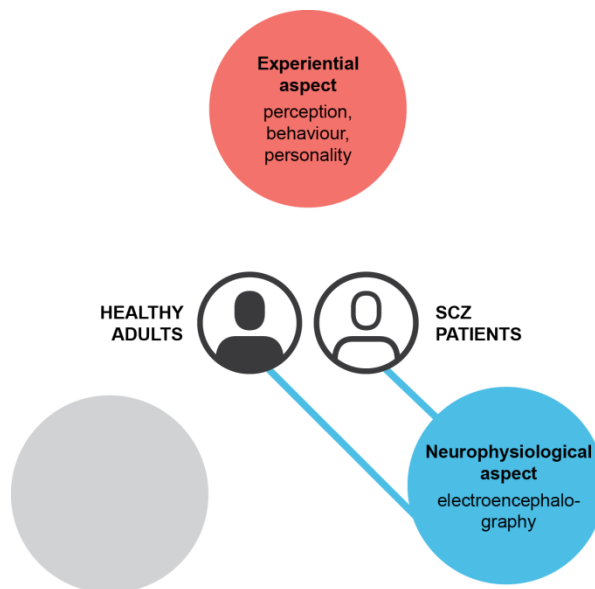 Experiential
aspect
perception,
behaviour,
personality
HEALTHY
ADULTS
SCZ
PATIENTS
Neurophysiological
aspect
electroencephalo-
graphy